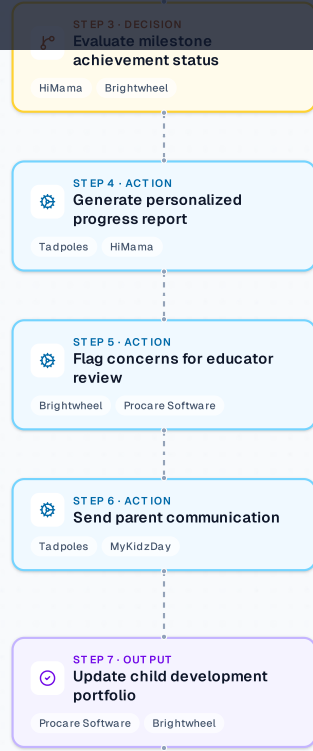 STEP 3 · DECISION
Evaluate milestone
achievement status
HiMama Brightwheel
STEP 4 · ACTION
Generate personalized
progress report
Tadpoles HiMama
STEP 5 · ACTION
Flag concerns for educator
review
Brightwheel Procare Software
STEP 6 · ACTION
Send parent communication
Tadpoles MyKidzDay
STEP 7 · OUTPUT
Update child development
portfolio
Procare Software Brightwheel